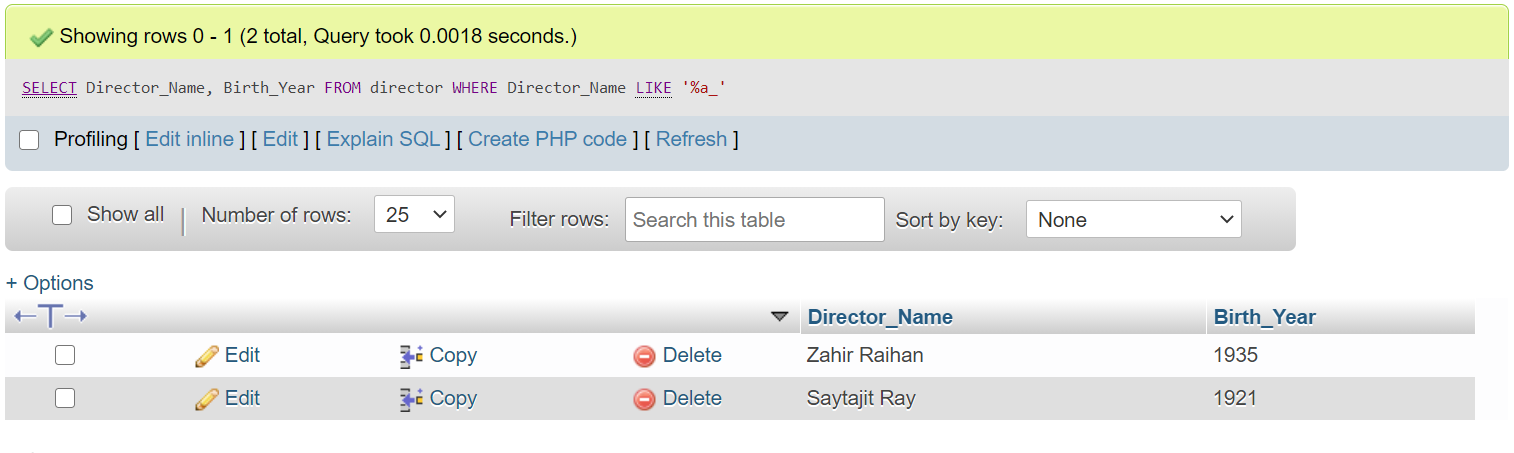 Showing rows 0 - 1 (2 total, Query took 0.0018 seconds.)
SELECT Director_Name, Birth_Year FROM director WHERE Director_Name LIKE '%a_'
Profiling [ Edit inline ] [ Edit ] [ Explain SQL ] [ Create PHP code ] [ Refresh ]
Show all | Number of rows: 25 Filter rows: Search this table Sort by key: None
+ Options
Director_Name Birth_Year
Edit Copy Delete Zahir Raihan 1935
Edit Copy Delete Saytajit Ray 1921